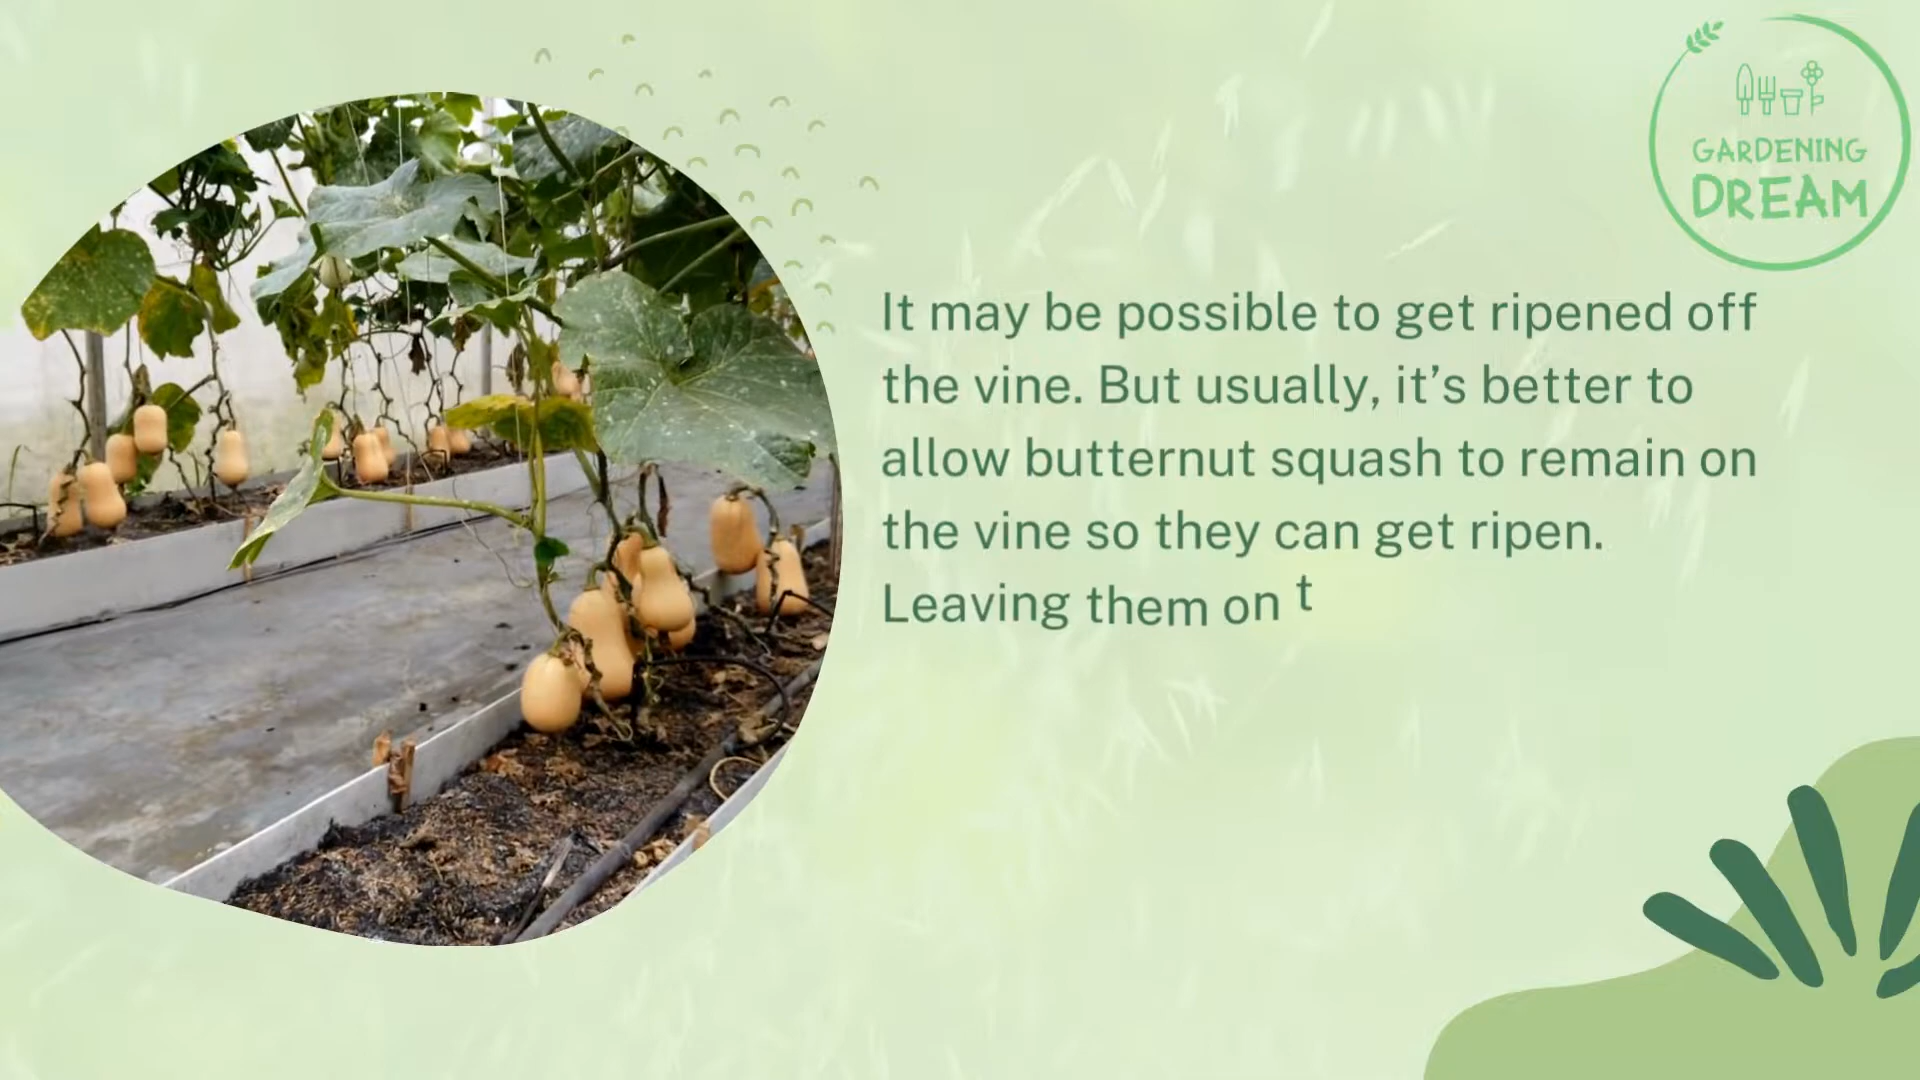 GARDENING
DREAM
It may be possible to get ripened off
the vine. But usually, it’s better to
allow butternut squash to remain on
the vine so they can get ripen.
Leaving them on t